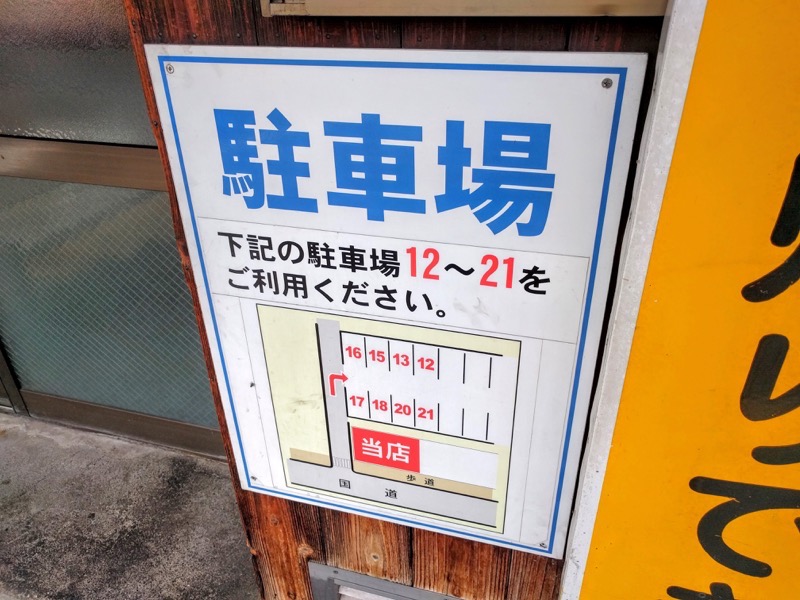 駐車場
下記の駐車場12～21を
ご利用ください。
16 15 13 12
17 18 20 21
当店
歩道
国道